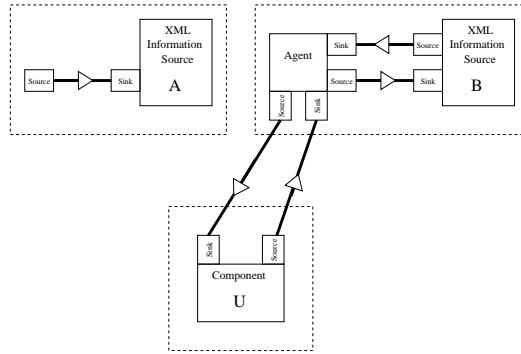 XML
Information
Source
A
Source
Sink
Agent
Sink
Source
Source
Sink
XML
Information
Source
B
Source
Sink
Sink
Source
Component
U